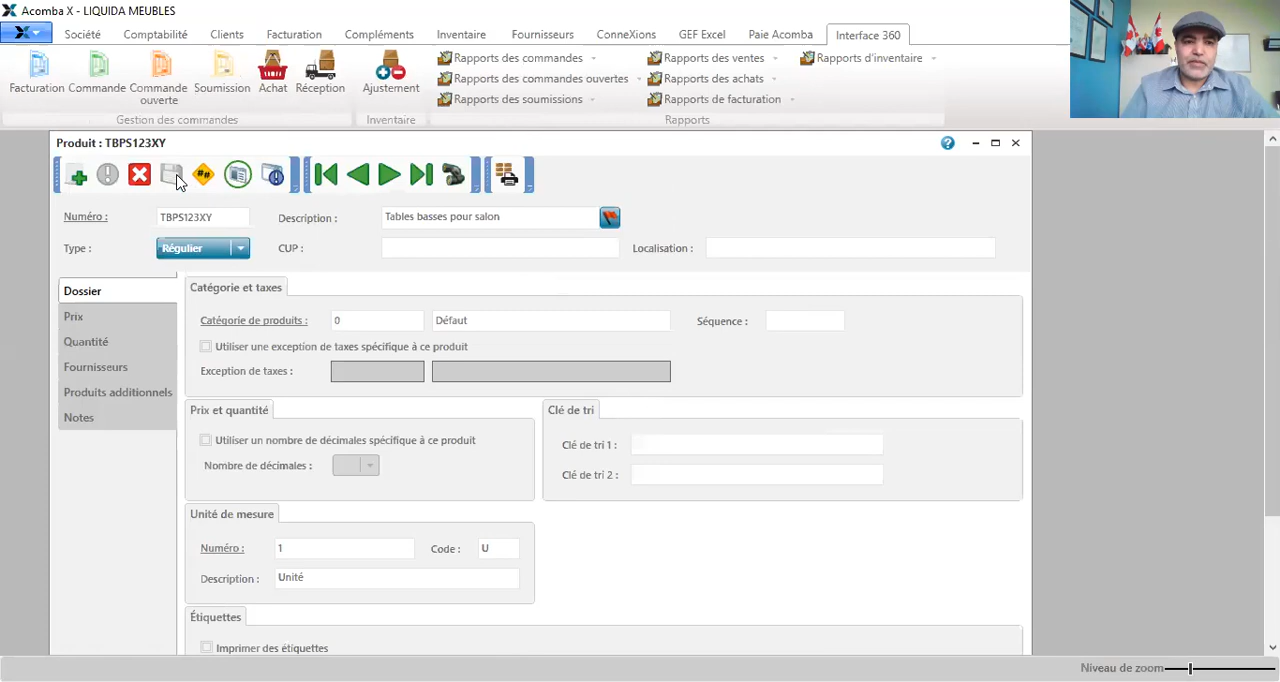 Acomba X - LIQUIDA MEUBLES
Société Comptabilité Clients Facturation Compléments Inventaire Fournisseurs ConneXions GEF Excel Paie Acomba Interface 360
Facturation Commande Commande ouverte Soumission Achat Réception Ajustement
Rapports des commandes Rapports des ventes Rapports d'inventaire
Rapports des commandes ouvertes Rapports des achats
Rapports des soumissions Rapports de facturation
Gestion des commandes Inventaire Rapports
Produit : TBPS123XY
Numéro : TBPS123XY Description : Tables basses pour salon
Type : Régulier CUP : Localisation :
Dossier
Prix
Quantité
Fournisseurs
Produits additionnels
Notes
Catégorie et taxes
Catégorie de produits : 0 Défaut Séquence :
Utiliser une exception de taxes spécifique à ce produit
Exception de taxes :
Prix et quantité
Utiliser un nombre de décimales spécifique à ce produit
Nombre de décimales :
Clé de tri
Clé de tri 1 :
Clé de tri 2 :
Unité de mesure
Numéro : 1 Code : U
Description : Unité
Étiquettes
Imprimer des étiquettes
Niveau de zoom